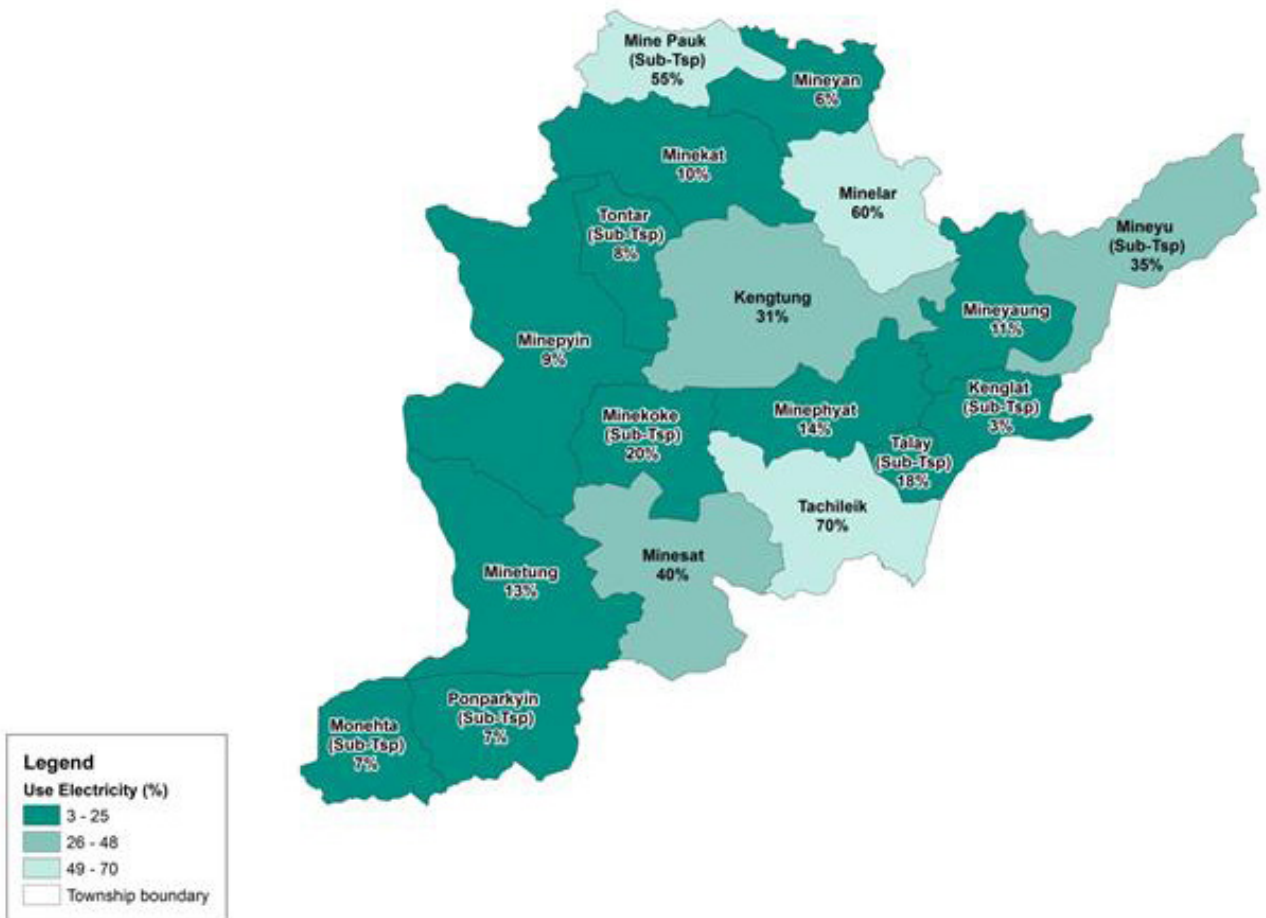 Mine Pauk
(Sub-Tsp)
55%
Mineyan
6%
Minekat
10%
Minelar
60%
Tontar
(Sub-Tsp)
8%
Mineyu
(Sub-Tsp)
35%
Kengtung
31%
Mineyaung
11%
Minepyin
9%
Kenglat
(Sub-Tsp)
3%
Minekoke
(Sub-Tsp)
20%
Minephyat
14%
Talay
(Sub-Tsp)
18%
Tachileik
70%
Minesat
40%
Minetung
13%
Ponparkyin
(Sub-Tsp)
7%
Monehta
(Sub-Tsp)
7%
Legend
Use Electricity (%)
3 - 25
26 - 48
49 - 70
Township boundary